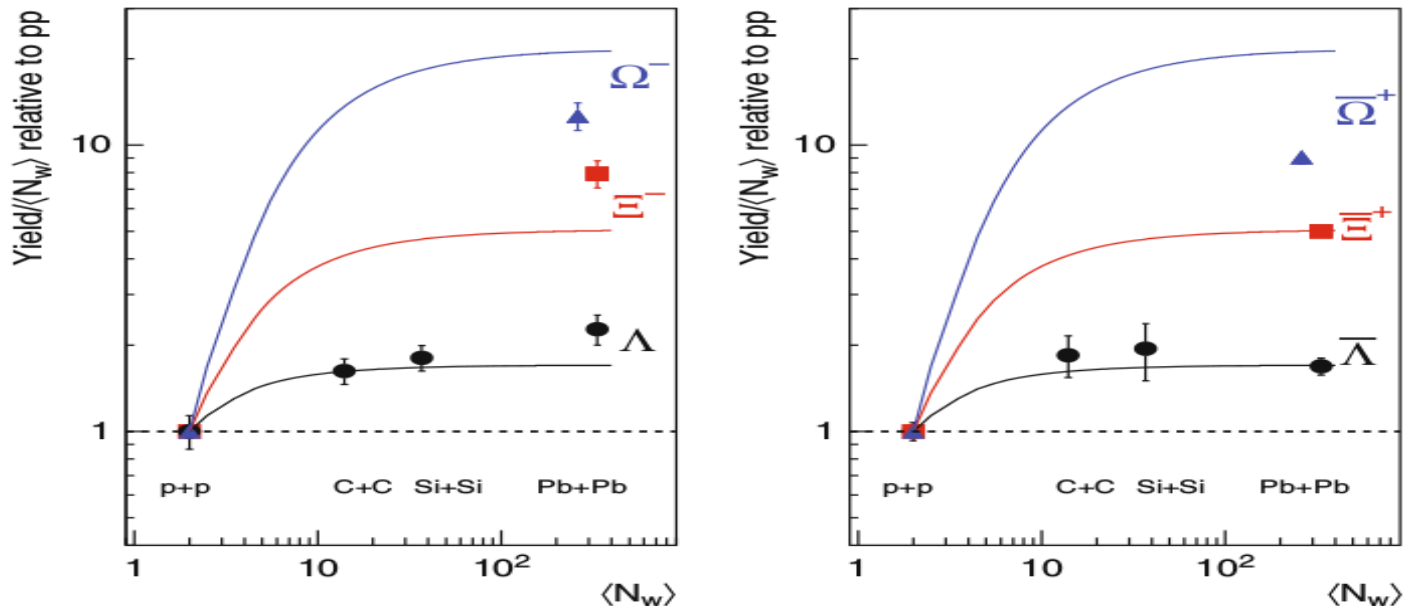 Yield/⟨N_w⟩ relative to pp
10
1
Ω⁻
Ξ⁻
Λ
p+p C+C Si+Si Pb+Pb
1 10 10²
⟨N_w⟩
Yield/⟨N_w⟩ relative to pp
10
1
Ω̅⁺
Ξ̅⁺
Λ̅
p+p C+C Si+Si Pb+Pb
1 10 10²
⟨N_w⟩